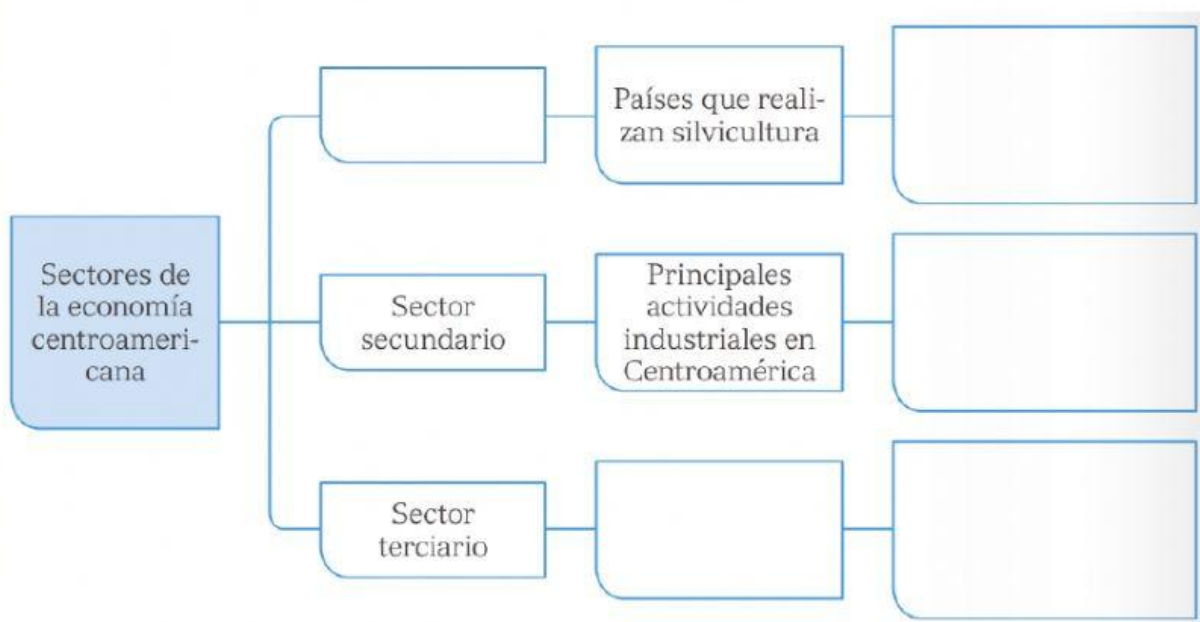 Países que reali-
zan silvicultura
Sectores de
la economía
centroameri-
cana
Sector
secundario
Principales
actividades
industriales en
Centroamérica
Sector
terciario